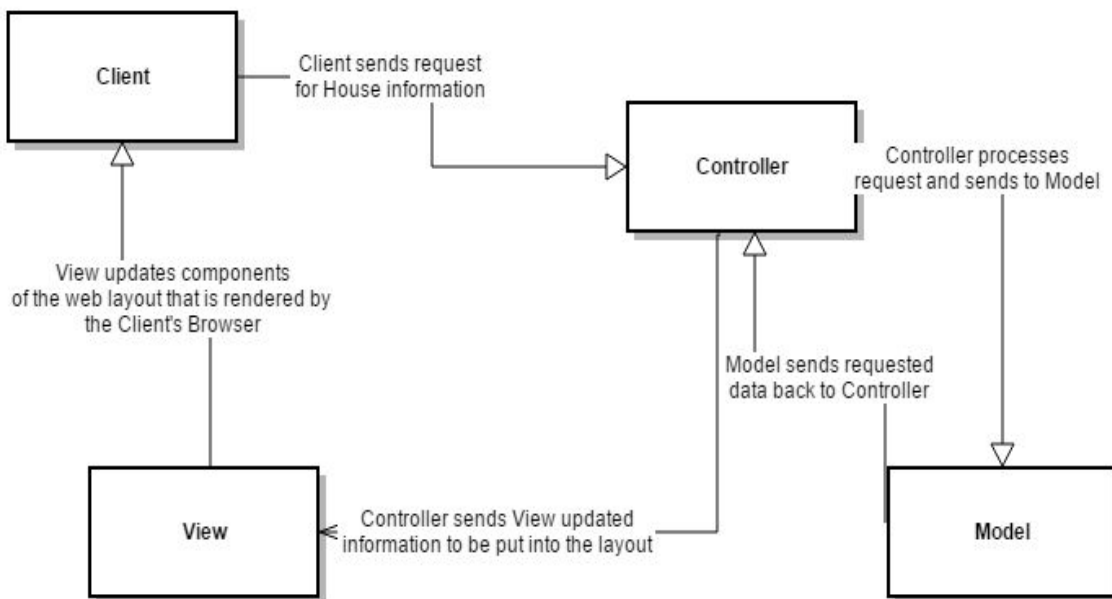 Client
Client sends request
for House information
Controller
Controller processes
request and sends to Model
View updates components
of the web layout that is rendered by
the Client's Browser
Model sends requested
data back to Controller
View
Controller sends View updated
information to be put into the layout
Model